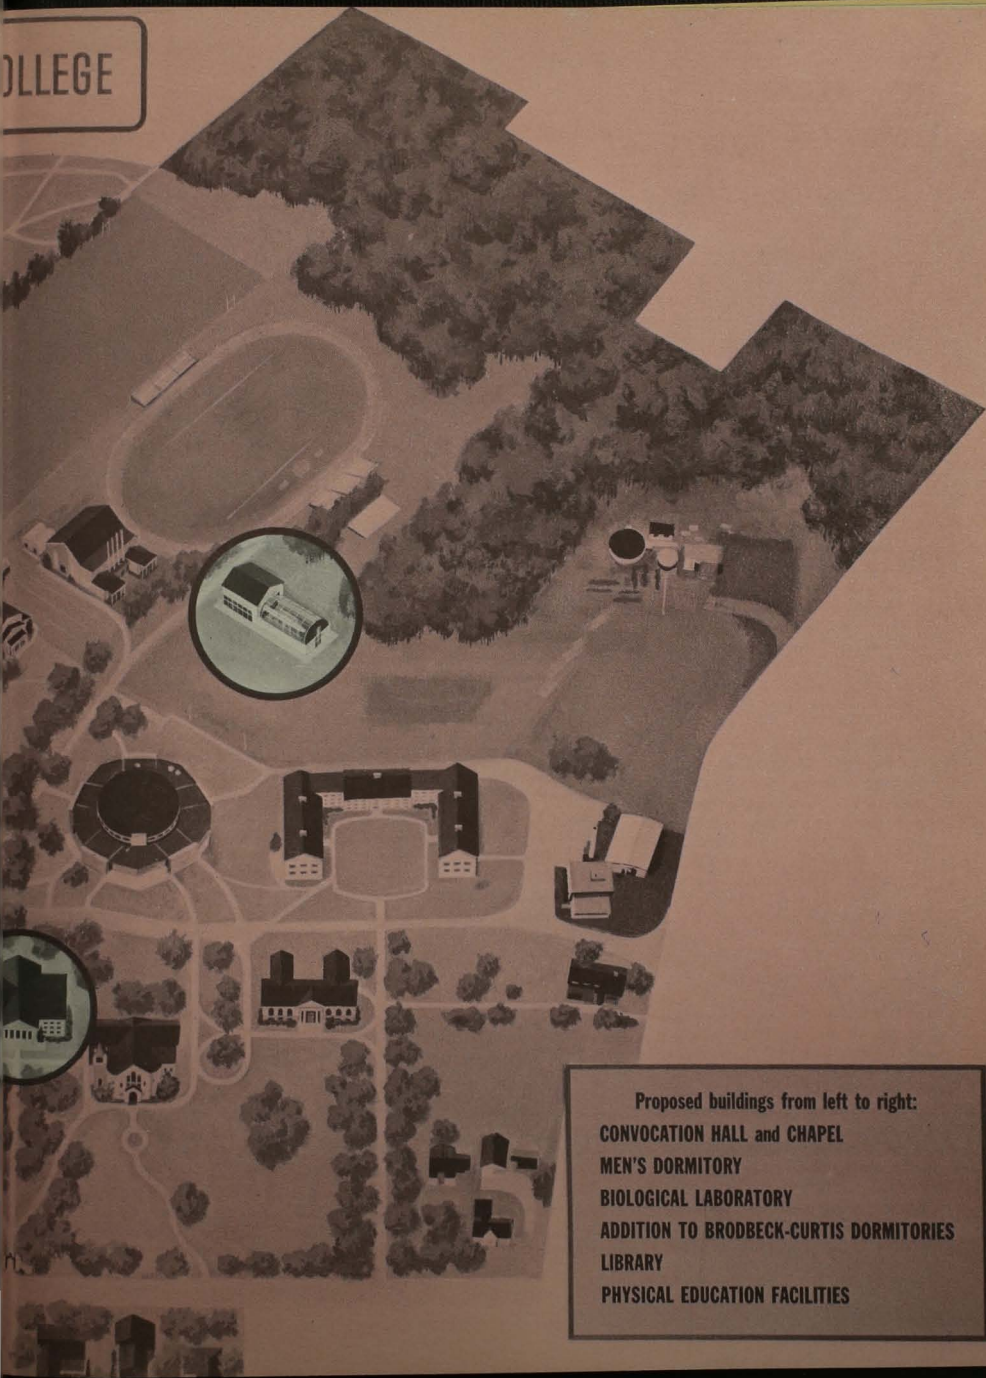 OLLEGE
Proposed buildings from left to right:
CONVOCATION HALL and CHAPEL
MEN'S DORMITORY
BIOLOGICAL LABORATORY
ADDITION TO BRODBECK-CURTIS DORMITORIES
LIBRARY
PHYSICAL EDUCATION FACILITIES